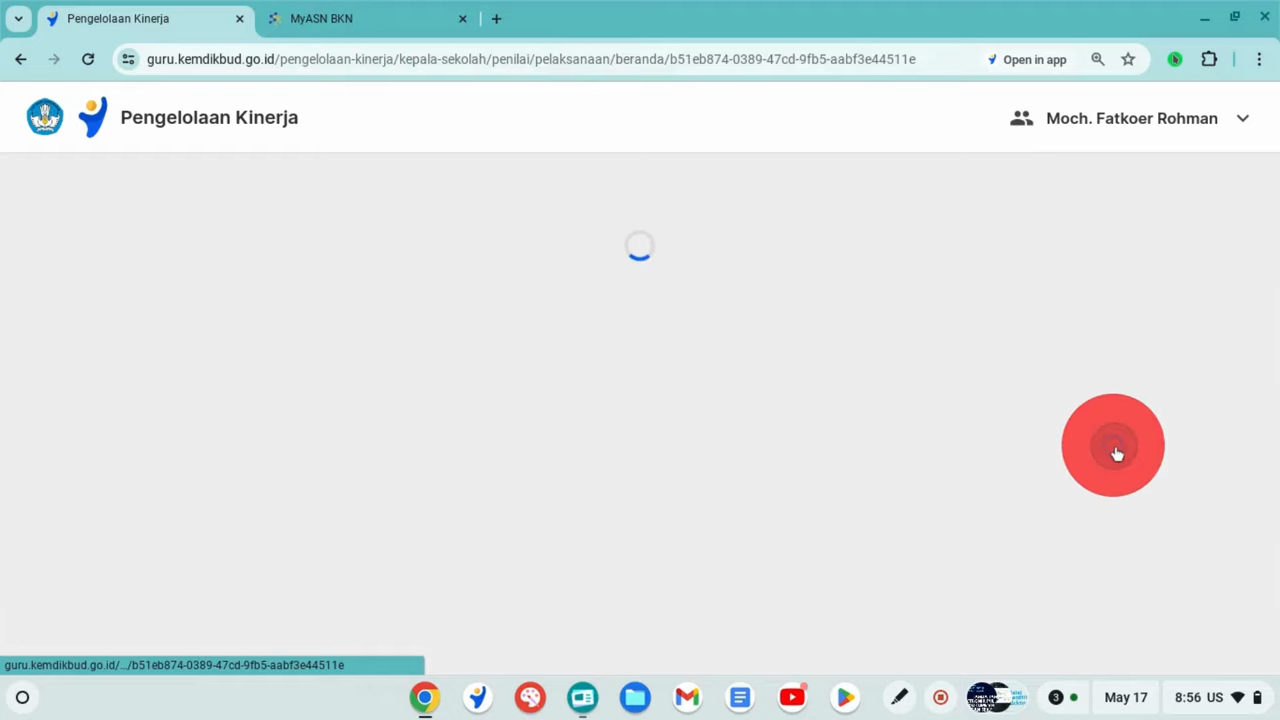 Pengelolaan Kinerja
MyASN BKN
guru.kemdikbud.go.id/pengelolaan-kinerja/kepala-sekolah/penilai/pelaksanaan/beranda/b51eb874-0389-47cd-9fb5-aabf3e44511e
Open in app
Pengelolaan Kinerja
Moch. Fatkoer Rohman
guru.kemdikbud.go.id/.../b51eb874-0389-47cd-9fb5-aabf3e44511e
3
May 17
8:56 US